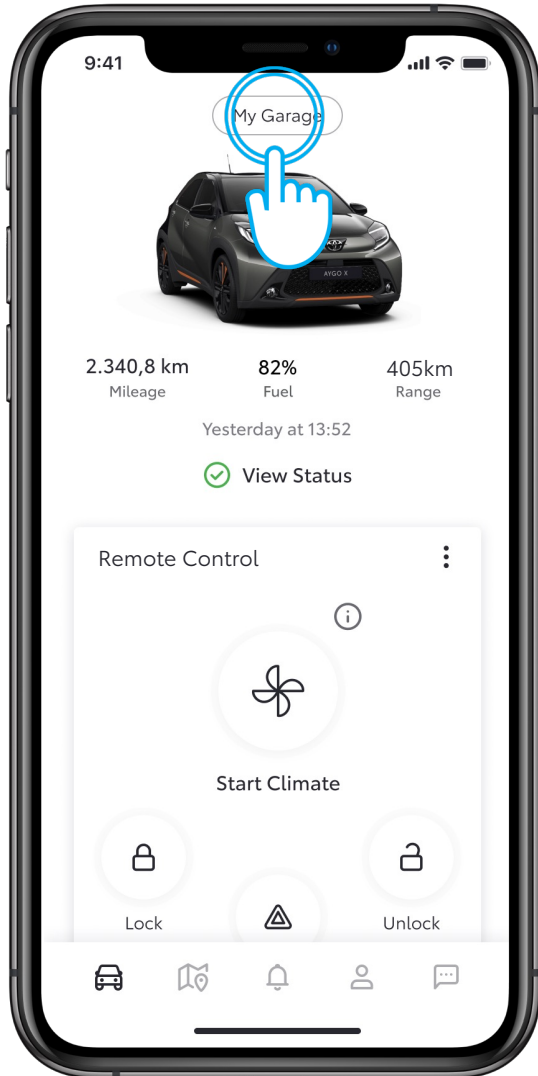 9:41
My Garage
AYGO X
2.340,8 km 82% 405km
Mileage Fuel Range
Yesterday at 13:52
View Status
Remote Control
Start Climate
Lock Unlock